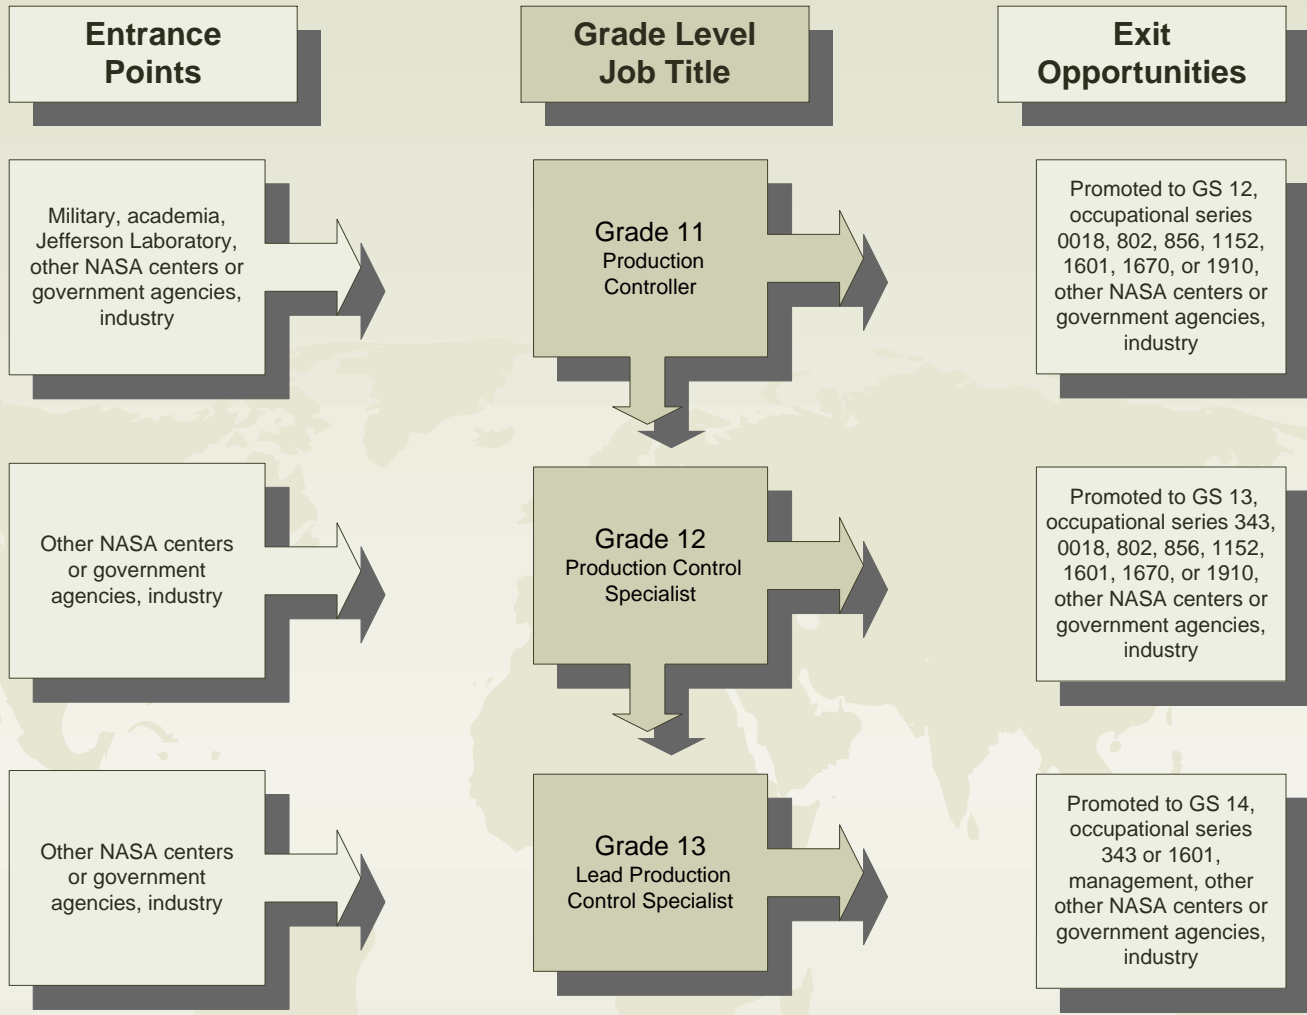 Entrance
Points
Grade Level
Job Title
Exit
Opportunities
Military, academia,
Jefferson Laboratory,
other NASA centers or
government agencies,
industry
Grade 11
Production
Controller
Promoted to GS 12,
occupational series
0018, 802, 856, 1152,
1601, 1670, or 1910,
other NASA centers or
government agencies,
industry
Other NASA centers
or government
agencies, industry
Grade 12
Production Control
Specialist
Promoted to GS 13,
occupational series 343,
0018, 802, 856, 1152,
1601, 1670, or 1910,
other NASA centers or
government agencies,
industry
Other NASA centers
or government
agencies, industry
Grade 13
Lead Production
Control Specialist
Promoted to GS 14,
occupational series
343 or 1601,
management, other
other NASA centers or
government agencies,
industry